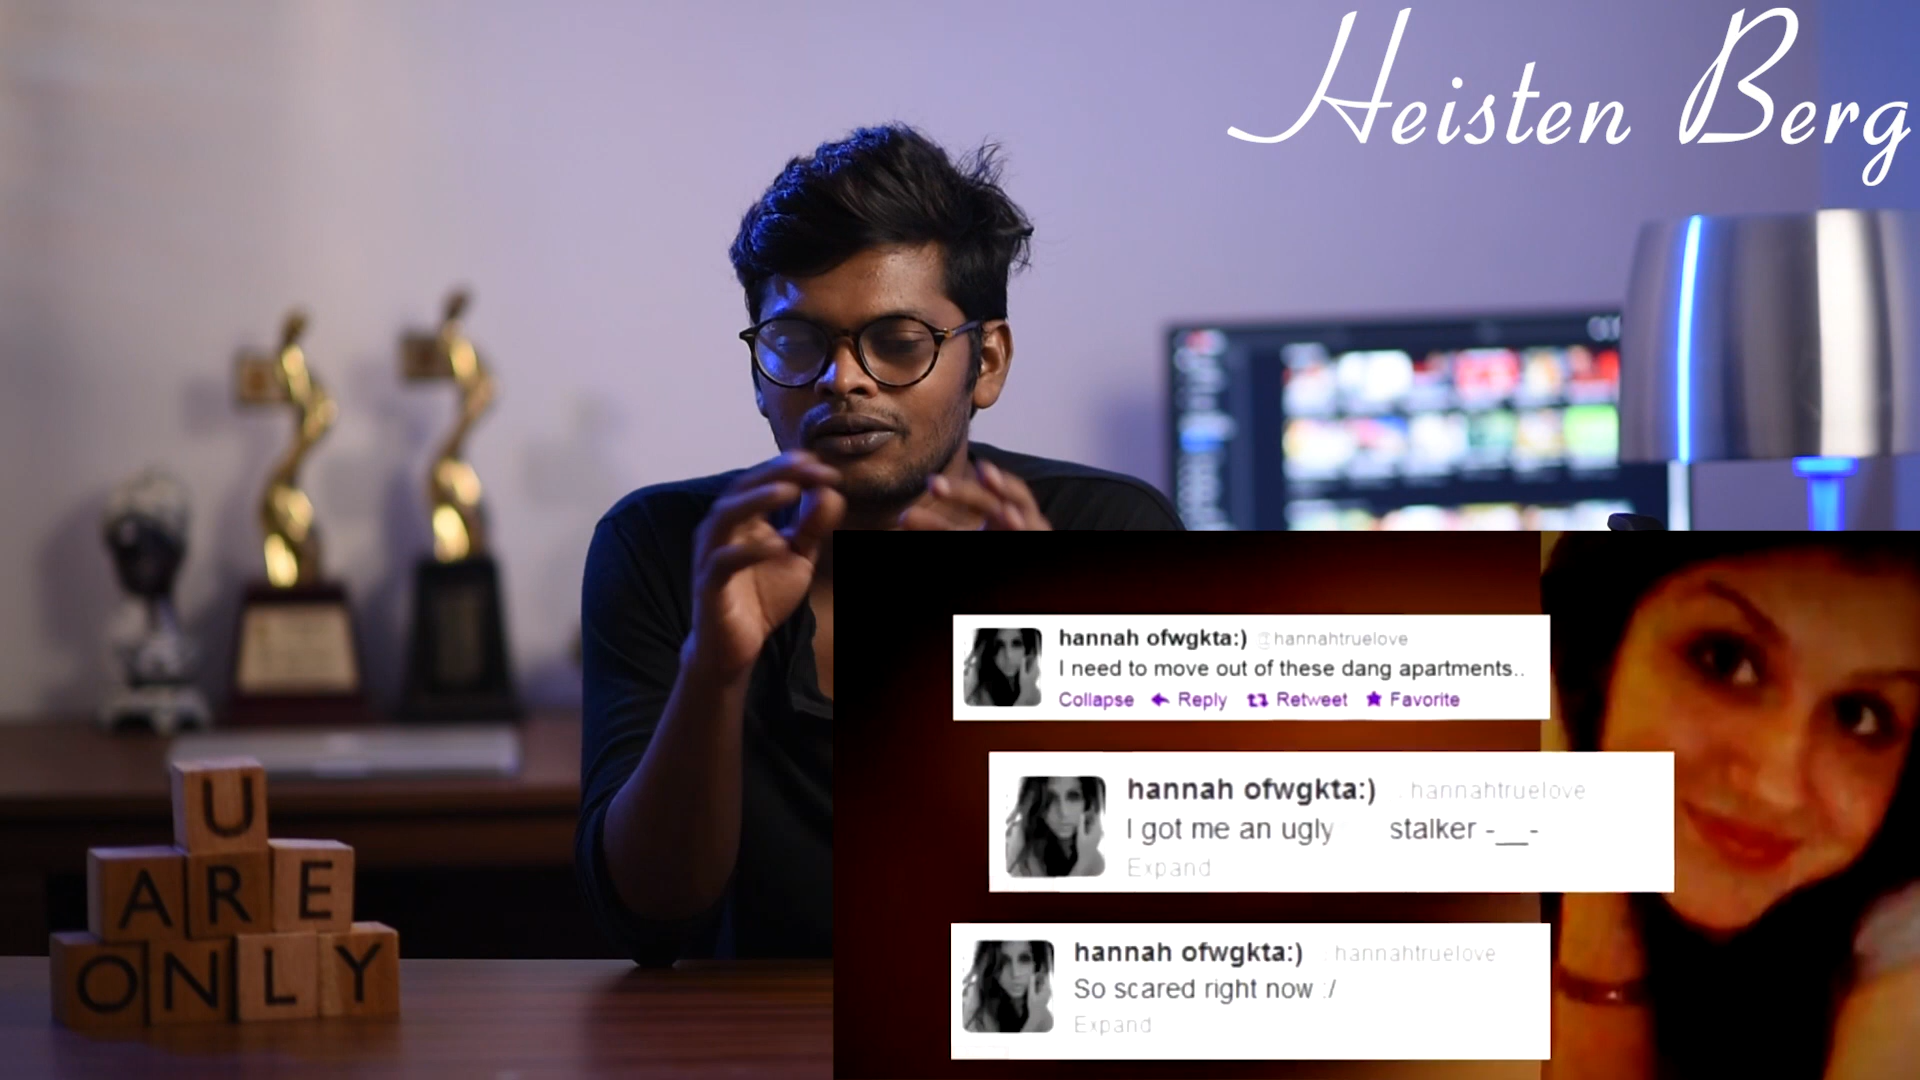 Heisten Berg
hannah ofwgkta:) @hannahtruelove
I need to move out of these dang apartments..
Collapse Reply Retweet Favorite
hannah ofwgkta:) hannahtruelove
I got me an ugly stalker -__-
Expand
hannah ofwgkta:) hannahtruelove
So scared right now :/
Expand
U
ARE
ONLY